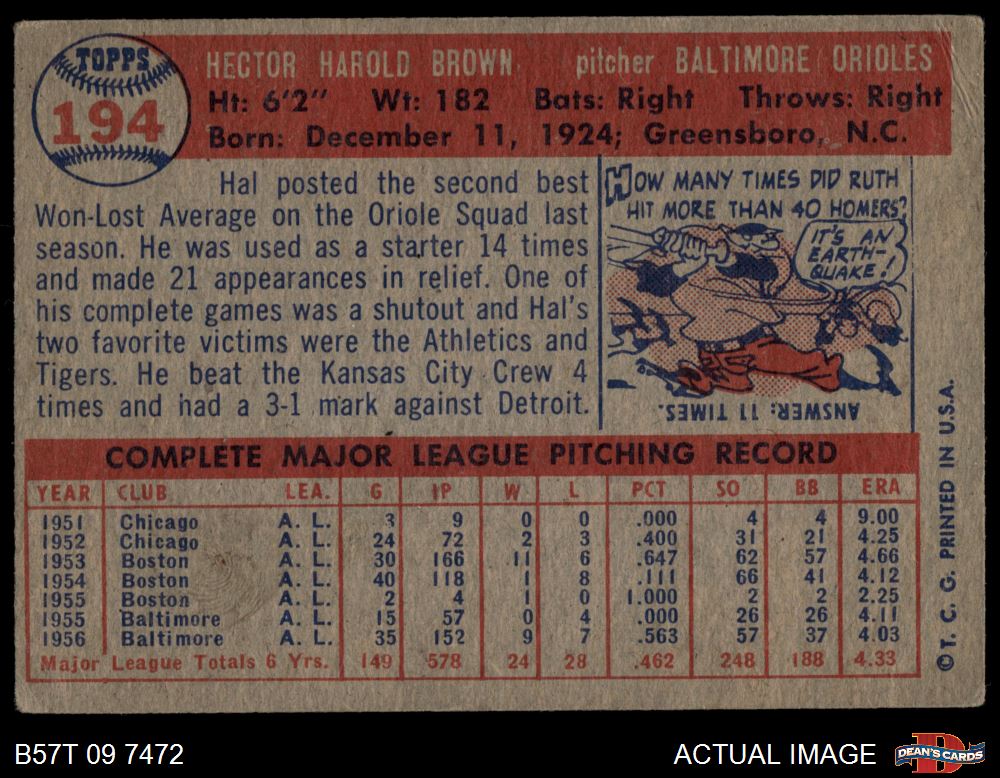 TOPPS
194
HECTOR HAROLD BROWN pitcher BALTIMORE ORIOLES
Ht: 6'2" Wt: 182 Bats: Right Throws: Right
Born: December 11, 1924; Greensboro, N.C.
Hal posted the second best
Won-Lost Average on the Oriole Squad last
season. He was used as a starter 14 times
and made 21 appearances in relief. One of
his complete games was a shutout and Hal's
two favorite victims were the Athletics and
Tigers. He beat the Kansas City Crew 4
times and had a 3-1 mark against Detroit.
HOW MANY TIMES DID RUTH
HIT MORE THAN 40 HOMERS?
IT'S AN
EARTH-
QUAKE!
ANSWER: 11 TIMES.
COMPLETE MAJOR LEAGUE PITCHING RECORD
YEAR CLUB LEA. G IP W L PCT SO BB ERA
1951 Chicago A. L. 3 9 0 0 .000 4 4 9.00
1952 Chicago A. L. 24 72 2 3 .400 31 21 4.25
1953 Boston A. L. 30 166 11 6 .647 62 57 4.66
1954 Boston A. L. 40 118 1 8 .111 66 41 4.12
1955 Boston A. L. 2 4 1 0 1.000 2 2 2.25
1955 Baltimore A. L. 15 57 0 4 .000 26 26 4.11
1956 Baltimore A. L. 35 152 9 7 .563 57 37 4.03
Major League Totals 6 Yrs. 149 578 24 28 .462 248 188 4.33
© T. C. G. PRINTED IN U.S.A.
B57T 09 7472
ACTUAL IMAGE
DEAN'S CARDS